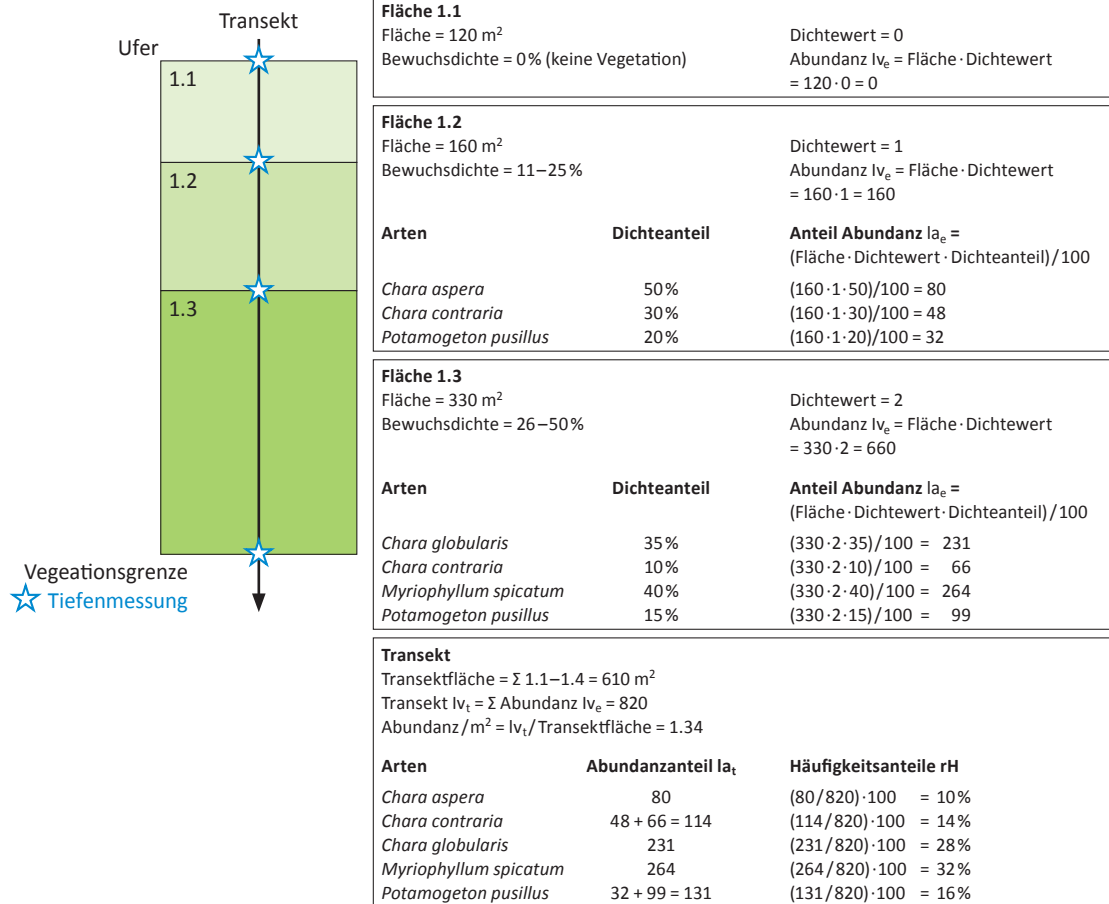 Transekt
Ufer
1.1
1.2
1.3
Vegeationsgrenze
Tiefenmessung
Fläche 1.1
Fläche = 120 m² Dichtewert = 0
Bewuchsdichte = 0% (keine Vegetation) Abundanz Ivₑ = Fläche·Dichtewert
= 120·0 = 0
Fläche 1.2
Fläche = 160 m² Dichtewert = 1
Bewuchsdichte = 11–25% Abundanz Ivₑ = Fläche·Dichtewert
= 160·1 = 160
Arten Dichteanteil Anteil Abundanz laₑ =
(Fläche·Dichtewert·Dichteanteil)/100
Chara aspera 50% (160·1·50)/100 = 80
Chara contraria 30% (160·1·30)/100 = 48
Potamogeton pusillus 20% (160·1·20)/100 = 32
Fläche 1.3
Fläche = 330 m² Dichtewert = 2
Bewuchsdichte = 26–50% Abundanz Ivₑ = Fläche·Dichtewert
= 330·2 = 660
Arten Dichteanteil Anteil Abundanz laₑ =
(Fläche·Dichtewert·Dichteanteil)/100
Chara globularis 35% (330·2·35)/100 = 231
Chara contraria 10% (330·2·10)/100 = 66
Myriophyllum spicatum 40% (330·2·40)/100 = 264
Potamogeton pusillus 15% (330·2·15)/100 = 99
Transekt
Transektfläche = Σ 1.1–1.4 = 610 m²
Transekt Ivₜ = Σ Abundanz Ivₑ = 820
Abundanz/m² = lvₜ/Transektfläche = 1.34
Arten Abundanzanteil laₜ Häufigkeitsanteile rH
Chara aspera 80 (80/820)·100 = 10%
Chara contraria 48 + 66 = 114 (114/820)·100 = 14%
Chara globularis 231 (231/820)·100 = 28%
Myriophyllum spicatum 264 (264/820)·100 = 32%
Potamogeton pusillus 32 + 99 = 131 (131/820)·100 = 16%